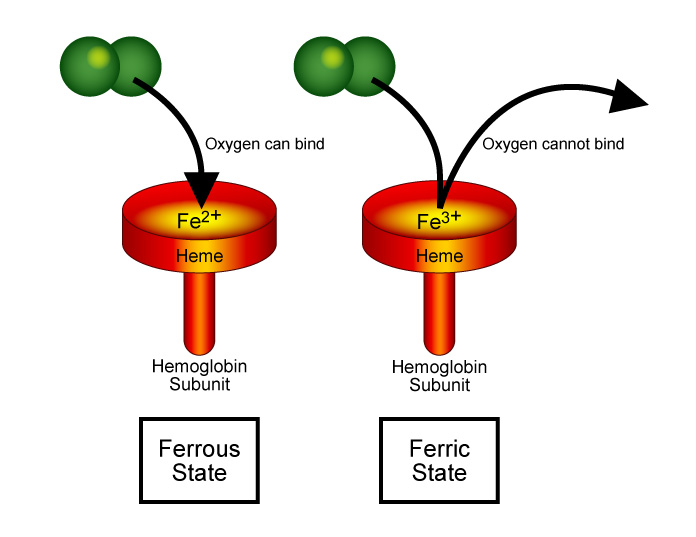 Oxygen can bind
Fe2+
Heme
Hemoglobin
Subunit
Ferrous
State
Oxygen cannot bind
Fe3+
Heme
Hemoglobin
Subunit
Ferric
State